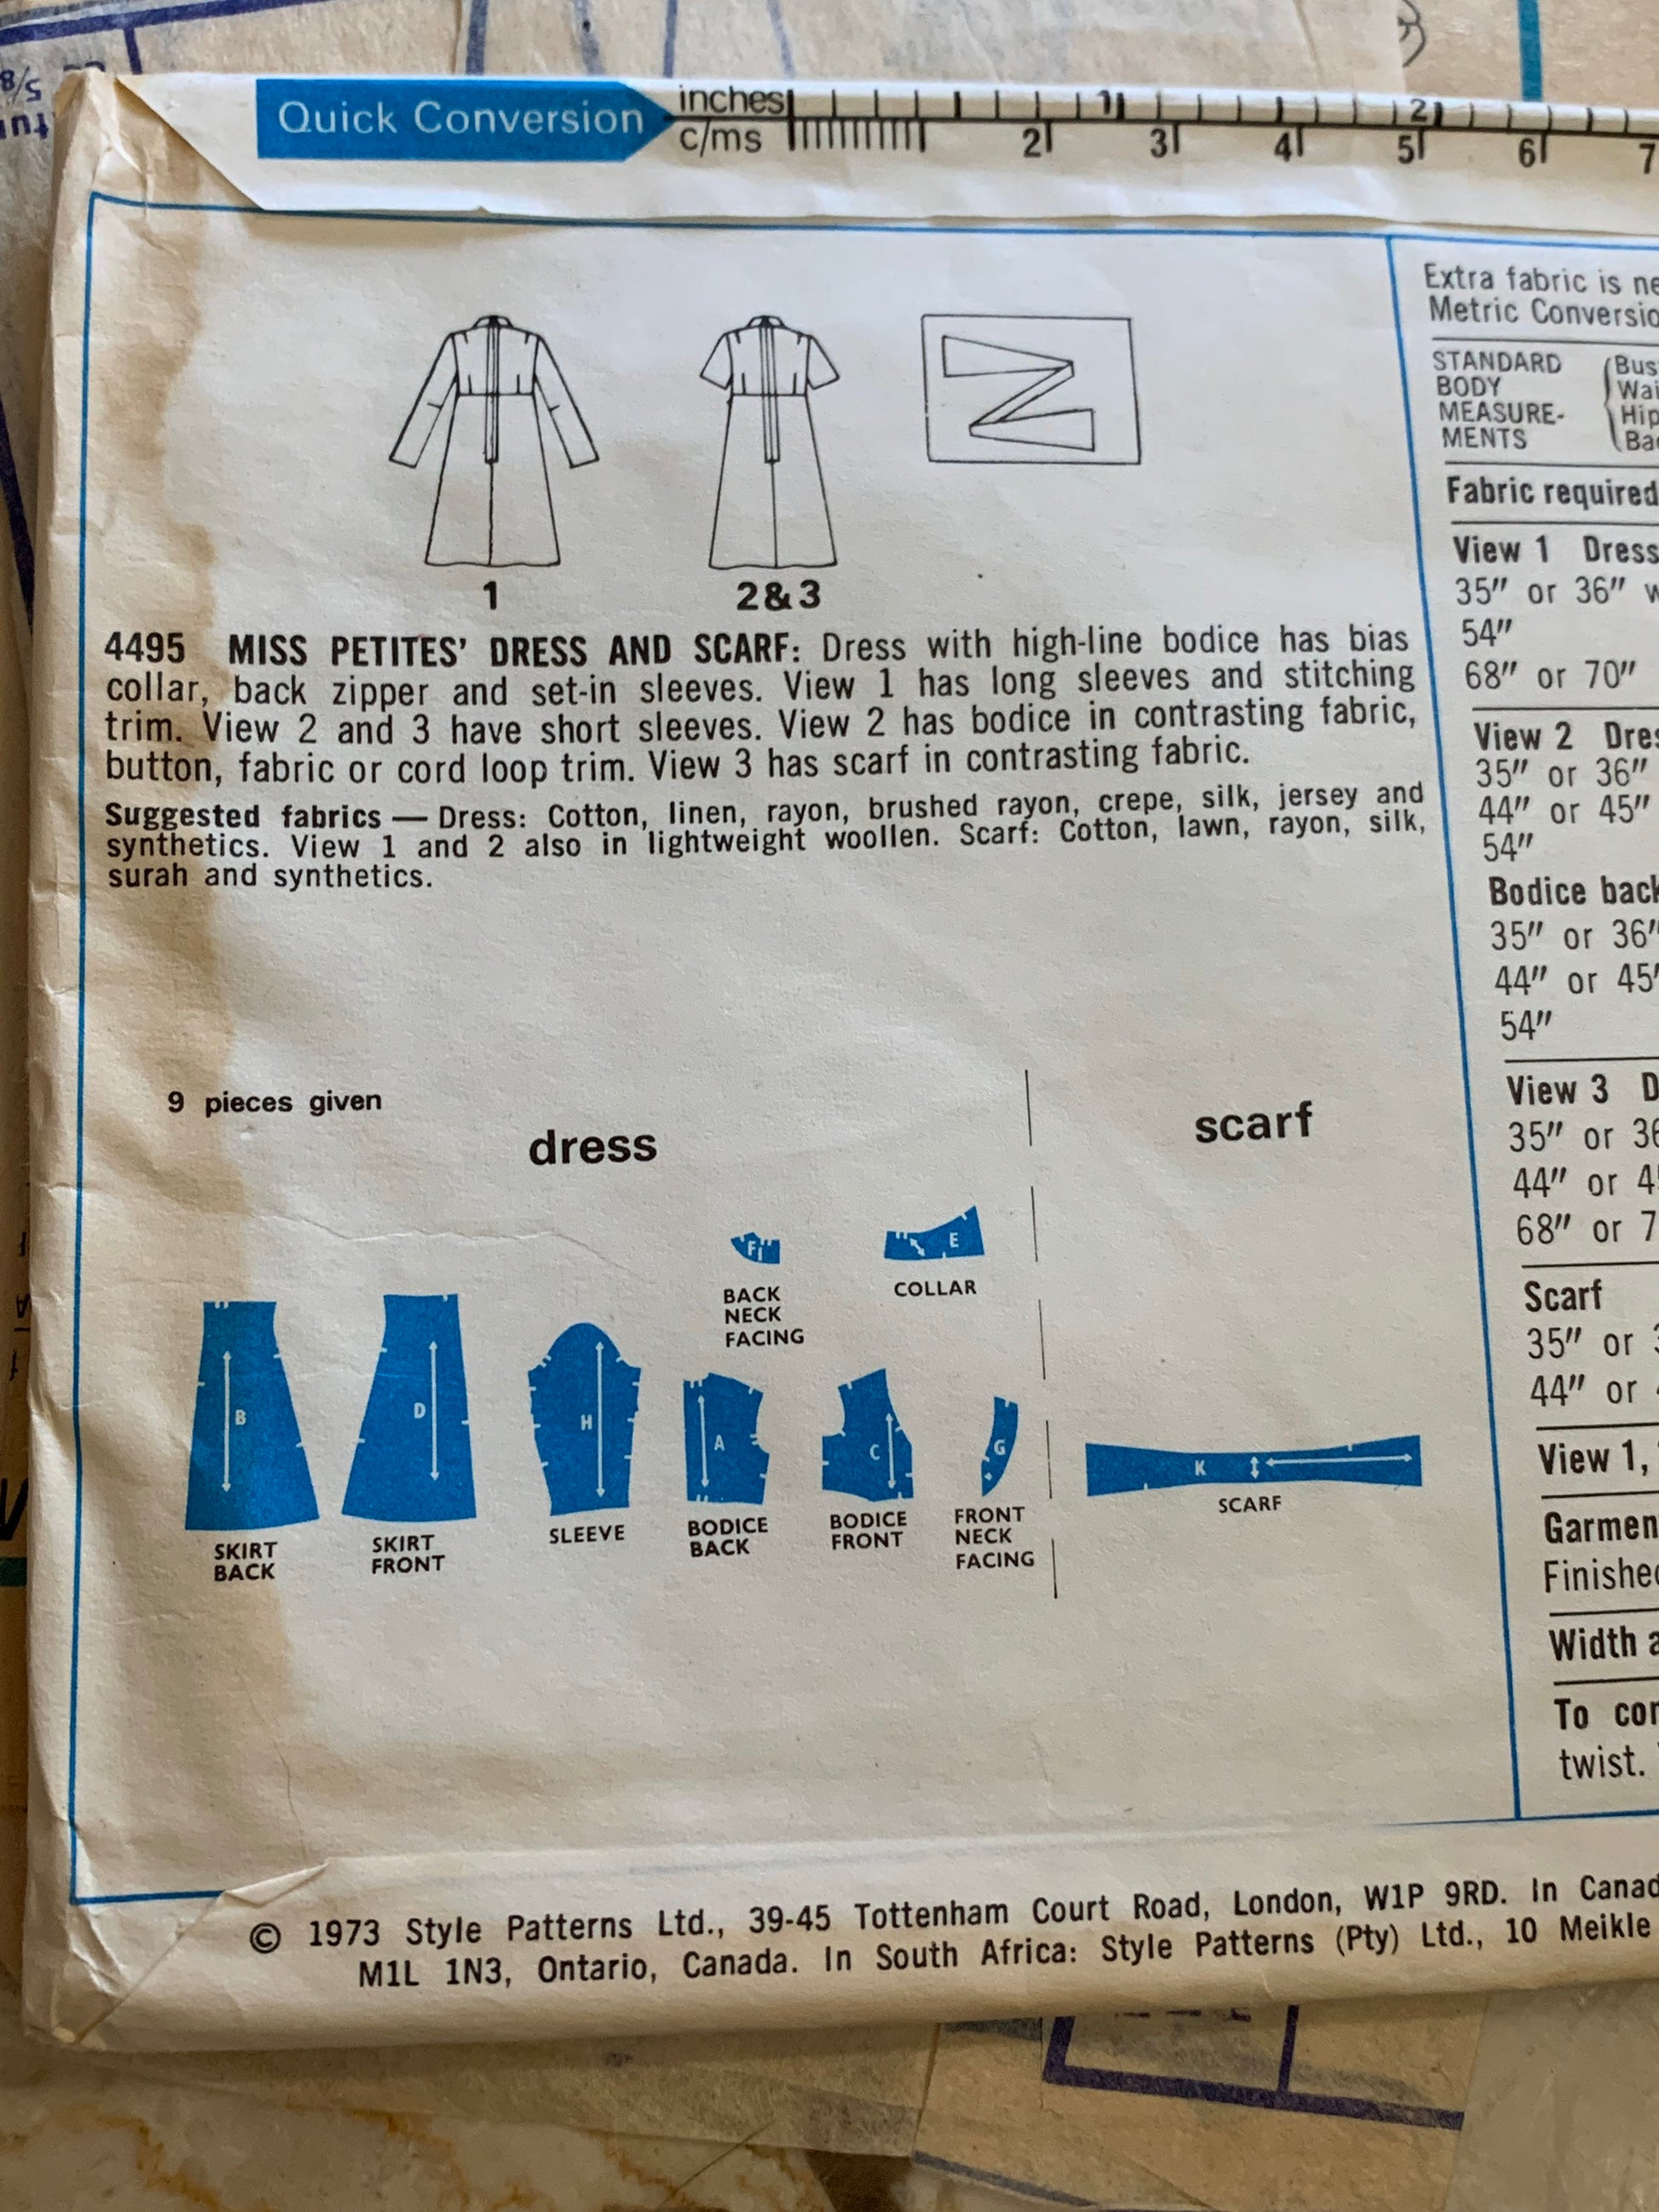 Quick Conversion
inches 1 2
c/ms 2 3 4 5 6 7
1
2&3
4495 MISS PETITES' DRESS AND SCARF: Dress with high-line bodice has bias
collar, back zipper and set-in sleeves. View 1 has long sleeves and stitching
trim. View 2 and 3 have short sleeves. View 2 has bodice in contrasting fabric,
button, fabric or cord loop trim. View 3 has scarf in contrasting fabric.
Suggested fabrics — Dress: Cotton, linen, rayon, brushed rayon, crepe, silk, jersey and
synthetics. View 1 and 2 also in lightweight woollen. Scarf: Cotton, lawn, rayon, silk,
surah and synthetics.
9 pieces given
dress
scarf
F
BACK
NECK
FACING
E
COLLAR
B
SKIRT
BACK
D
SKIRT
FRONT
H
SLEEVE
A
BODICE
BACK
C
BODICE
FRONT
G
FRONT
NECK
FACING
K
SCARF
Extra fabric is
Metric
STANDARD
BODY
MEASURE-
MENTS
Fabric required
View 1 Dress
35" or 36"
54"
68" or 70"
View 2
35" or 36"
44" or 45"
54"
Bodice
35" or 36"
44" or 45"
54"
View 3
35" or
44" or
68" or
Scarf
35" or
44" or
View 1,
Width
To
twist.
© 1973 Style Patterns Ltd., 39-45 Tottenham Court Road, London, W1P 9RD. In
M1L 1N3, Ontario, Canada. In South Africa: Style Patterns (Pty) Ltd., 10 Meikle
5/8